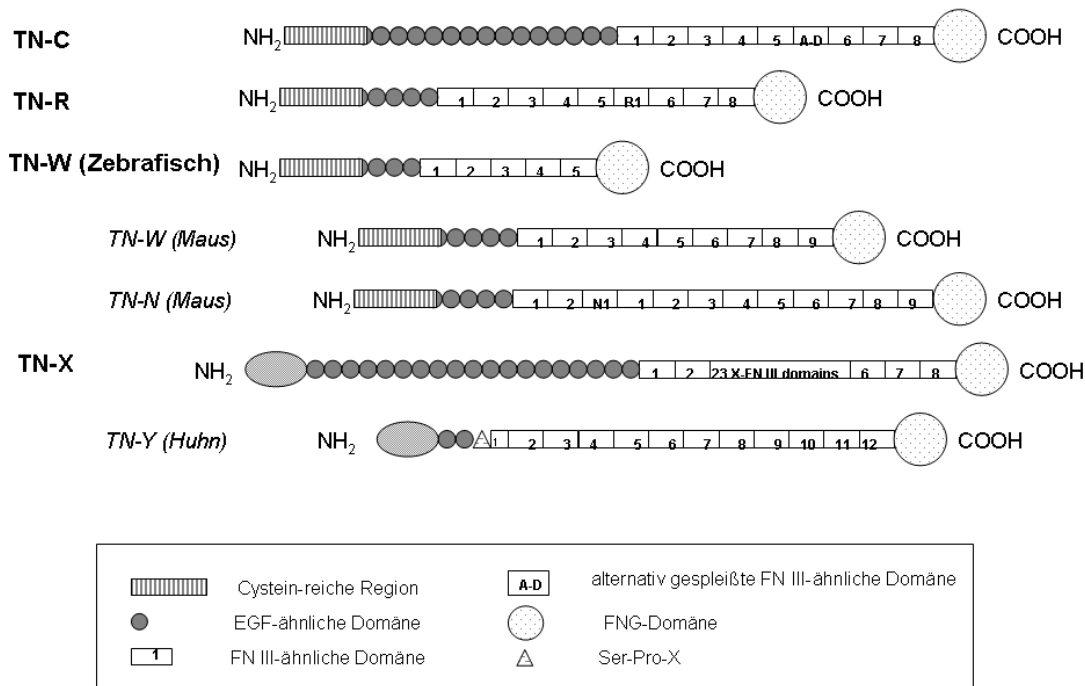 TN-C NH2 1 2 3 4 5 A-D 6 7 8 COOH
TN-R NH2 1 2 3 4 5 R1 6 7 8 COOH
TN-W (Zebrafisch) NH2 1 2 3 4 5 COOH
TN-W (Maus) NH2 1 2 3 4 5 6 7 8 9 COOH
TN-N (Maus) NH2 1 2 N1 1 2 3 4 5 6 7 8 9 COOH
TN-X NH2 1 2 23 X-FN III domains 6 7 8 COOH
TN-Y (Huhn) NH2 1 2 3 4 5 6 7 8 9 10 11 12 COOH
Cystein-reiche Region
A-D alternativ gespleißte FN III-ähnliche Domäne
EGF-ähnliche Domäne
FNG-Domäne
1 FN III-ähnliche Domäne
Ser-Pro-X